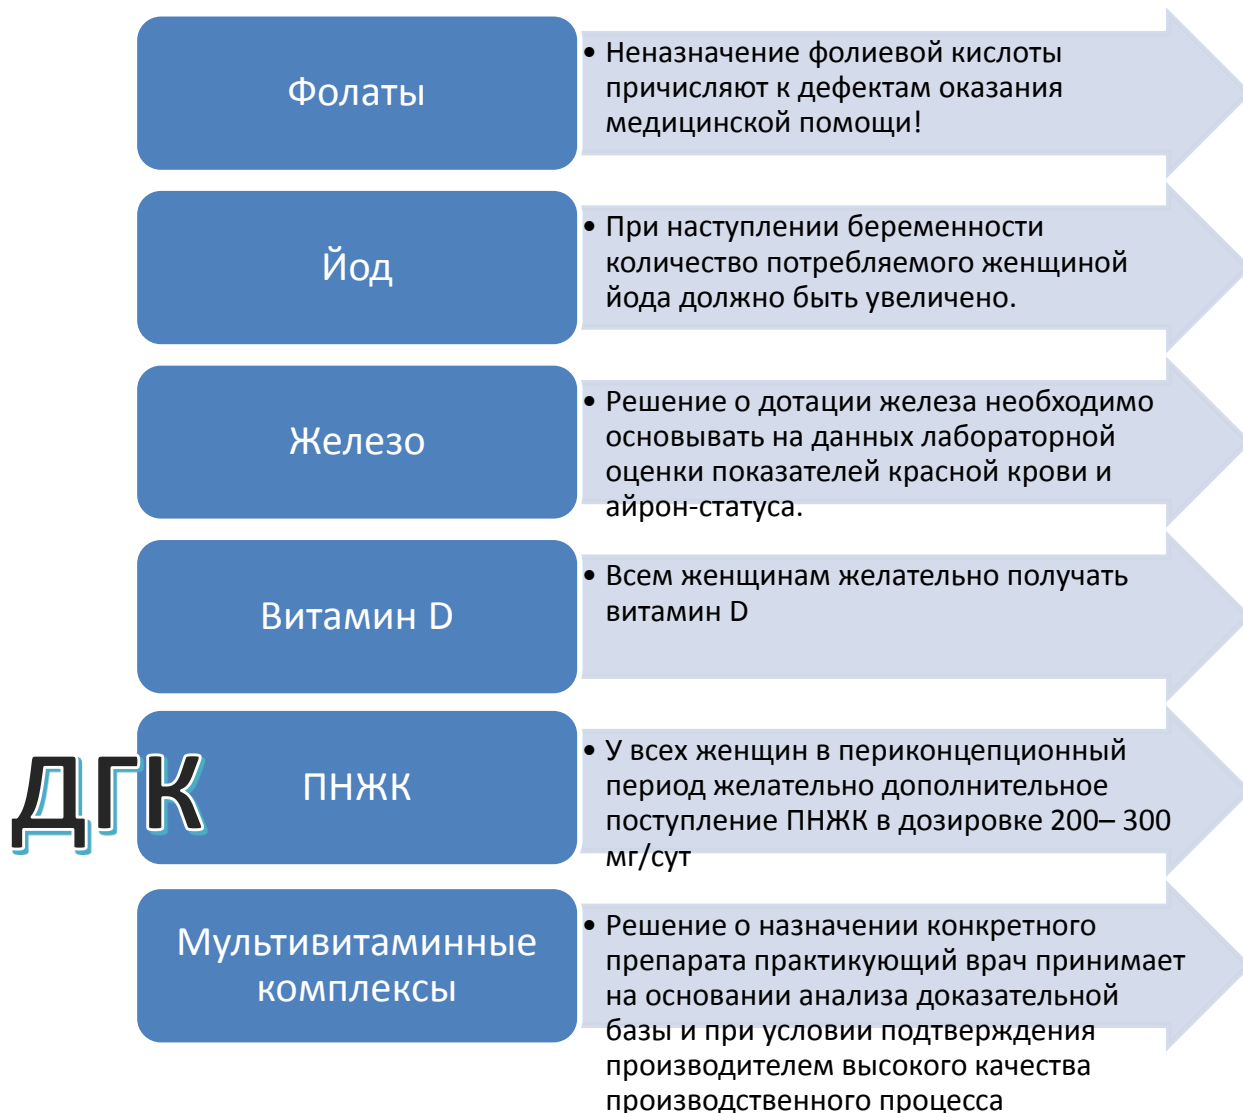 Фолаты
• Неназначение фолиевой кислоты
причисляют к дефектам оказания
медицинской помощи!
Йод
• При наступлении беременности
количество потребляемого женщиной
йода должно быть увеличено.
Железо
• Решение о дотации железа необходимо
основывать на данных лабораторной
оценки показателей красной крови и
айрон-статуса.
Витамин D
• Всем женщинам желательно получать
витамин D
ДГК
ПНЖК
• У всех женщин в периконцепционный
период желательно дополнительное
поступление ПНЖК в дозировке 200– 300
мг/сут
Мультивитаминные
комплексы
• Решение о назначении конкретного
препарата практикующий врач принимает
на основании анализа доказательной
базы и при условии подтверждения
производителем высокого качества
производственного процесса